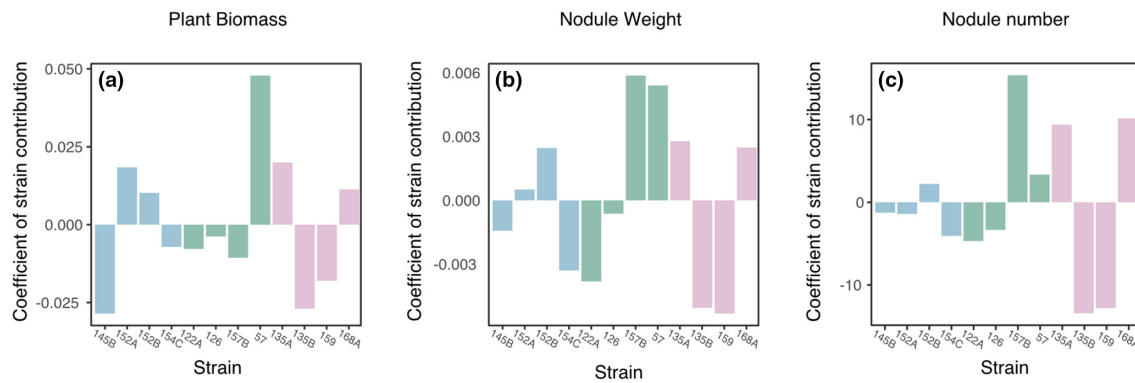 Plant Biomass
Nodule Weight
Nodule number
(a)
Coefficient of strain contribution
0.050
0.025
0.000
-0.025
145B 152A 152B 154C 122A 126 157B 57 135A 135B 159 168A
Strain
(b)
Coefficient of strain contribution
0.006
0.003
0.000
-0.003
145B 152A 152B 154C 122A 126 157B 57 135A 135B 159 168A
Strain
(c)
Coefficient of strain contribution
10
0
-10
145B 152A 152B 154C 122A 126 157B 57 135A 135B 159 168A
Strain